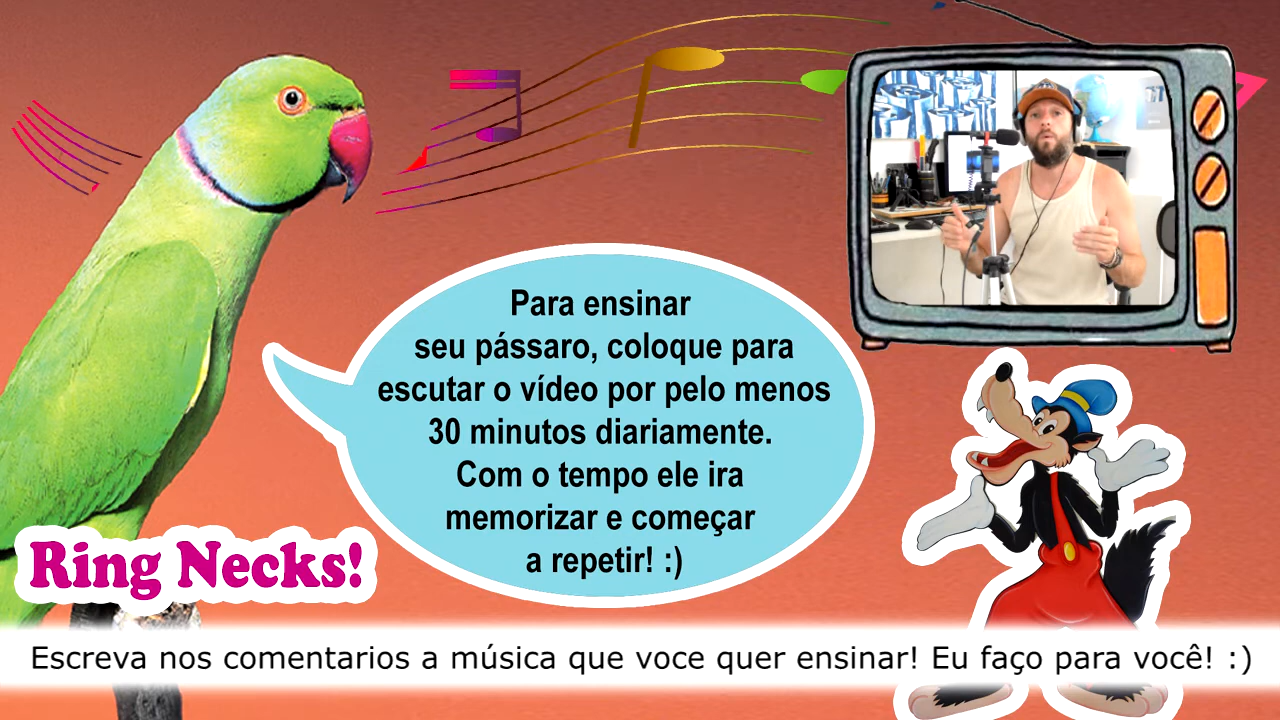 Para ensinar
seu pássaro, coloque para
escutar o vídeo por pelo menos
30 minutos diariamente.
Com o tempo ele ira
memorizar e começar
a repetir! :)
Ring Necks!
Escreva nos comentarios a música que voce quer ensinar! Eu faço para você! :)